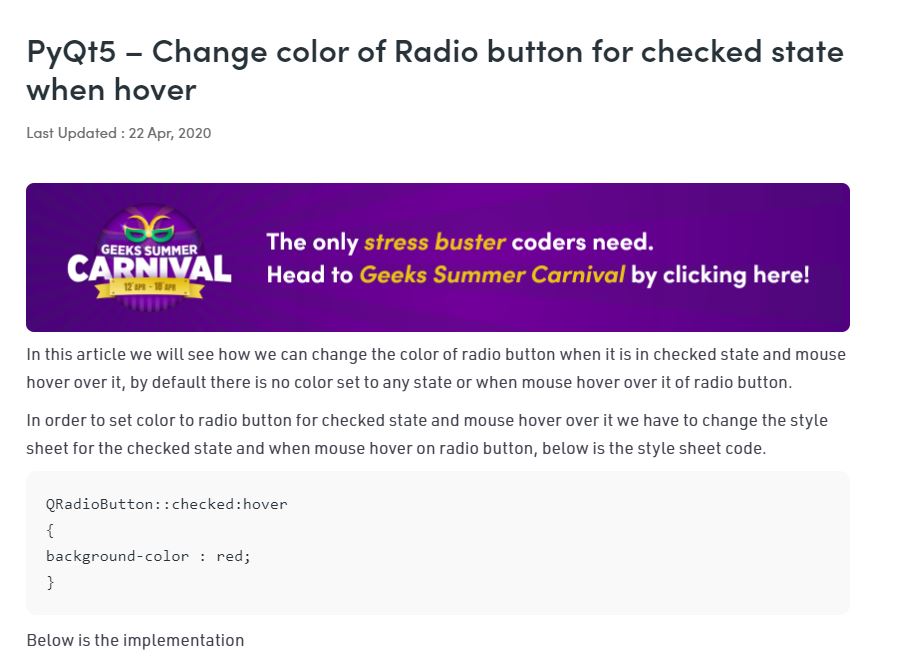 PyQt5 – Change color of Radio button for checked state
when hover
Last Updated : 22 Apr, 2020
GEEKS SUMMER
CARNIVAL
12 APR - 18 APR
The only stress buster coders need.
Head to Geeks Summer Carnival by clicking here!
In this article we will see how we can change the color of radio button when it is in checked state and mouse
hover over it, by default there is no color set to any state or when mouse hover over it of radio button.
In order to set color to radio button for checked state and mouse hover over it we have to change the style
sheet for the checked state and when mouse hover on radio button, below is the style sheet code.
QRadioButton::checked:hover
{
background-color : red;
}
Below is the implementation